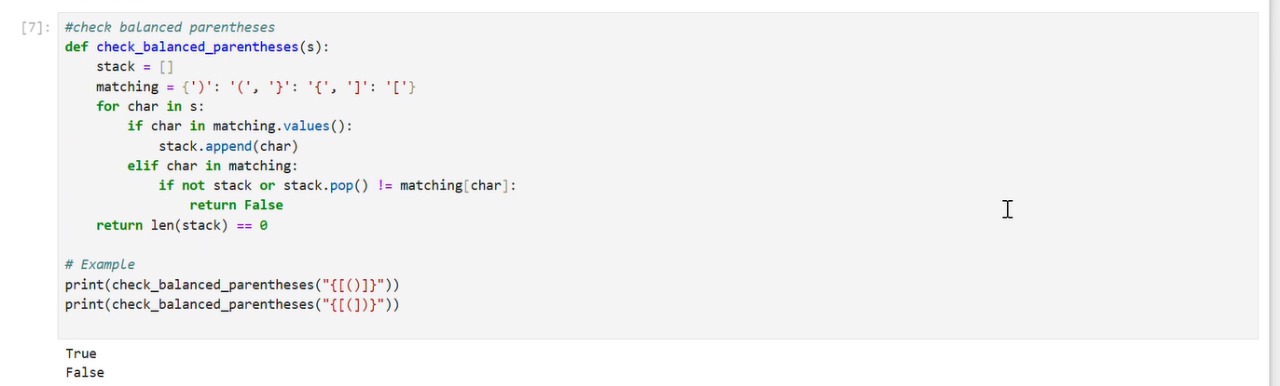 [7]: #check balanced parentheses
def check_balanced_parentheses(s):
    stack = []
    matching = {')': '(', '}': '{', ']': '['}
    for char in s:
        if char in matching.values():
            stack.append(char)
        elif char in matching:
            if not stack or stack.pop() != matching[char]:
                return False
    return len(stack) == 0

# Example
print(check_balanced_parentheses("{[()]}"))
print(check_balanced_parentheses("{[(])}"))

True
False